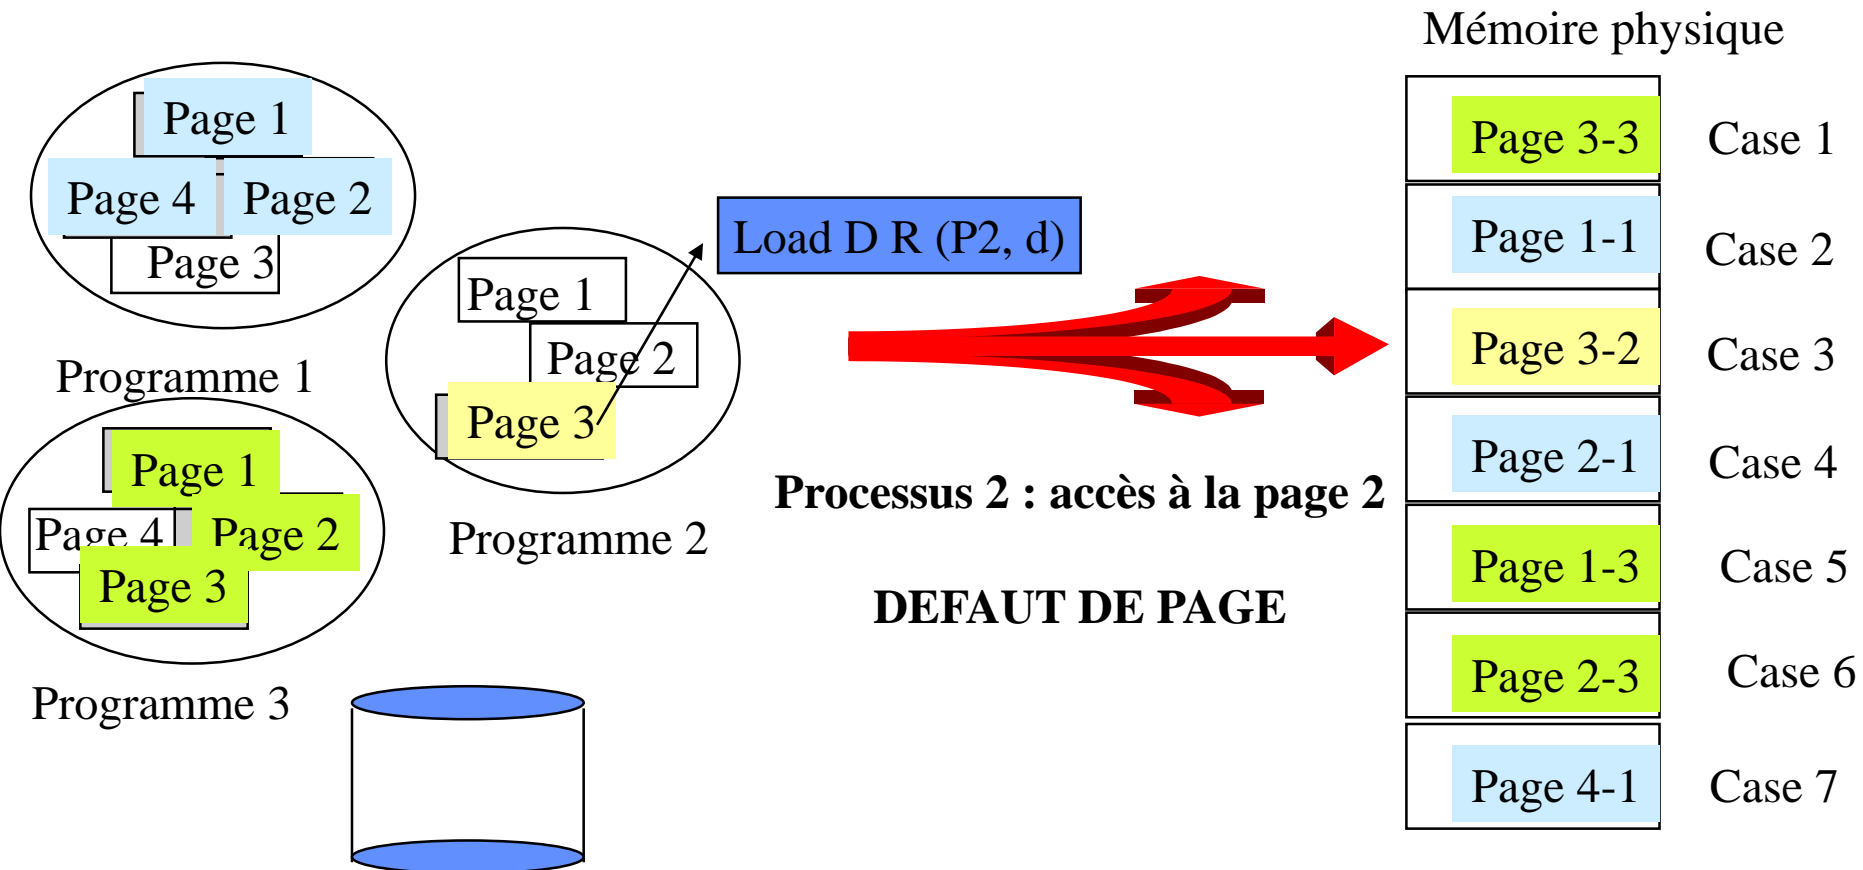 Mémoire physique
Page 1
Page 4
Page 2
Page 3
Programme 1
Page 1
Page 2
Page 3
Programme 2
Load D R (P2, d)
Page 1
Page 4
Page 2
Page 3
Programme 3
Processus 2 : accès à la page 2
DEFAUT DE PAGE
Page 3-3 Case 1
Page 1-1 Case 2
Page 3-2 Case 3
Page 2-1 Case 4
Page 1-3 Case 5
Page 2-3 Case 6
Page 4-1 Case 7